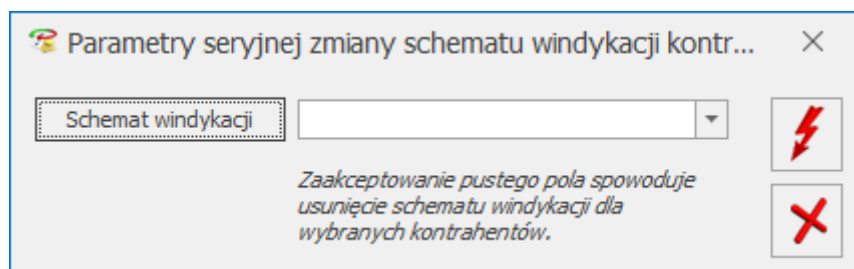 Parametry seryjnej zmiany schematu windykacji kontr...
Schemat windykacji
Zaakceptowanie pustego pola spowoduje
usunięcie schematu windykacji dla
wybranych kontrahentów.